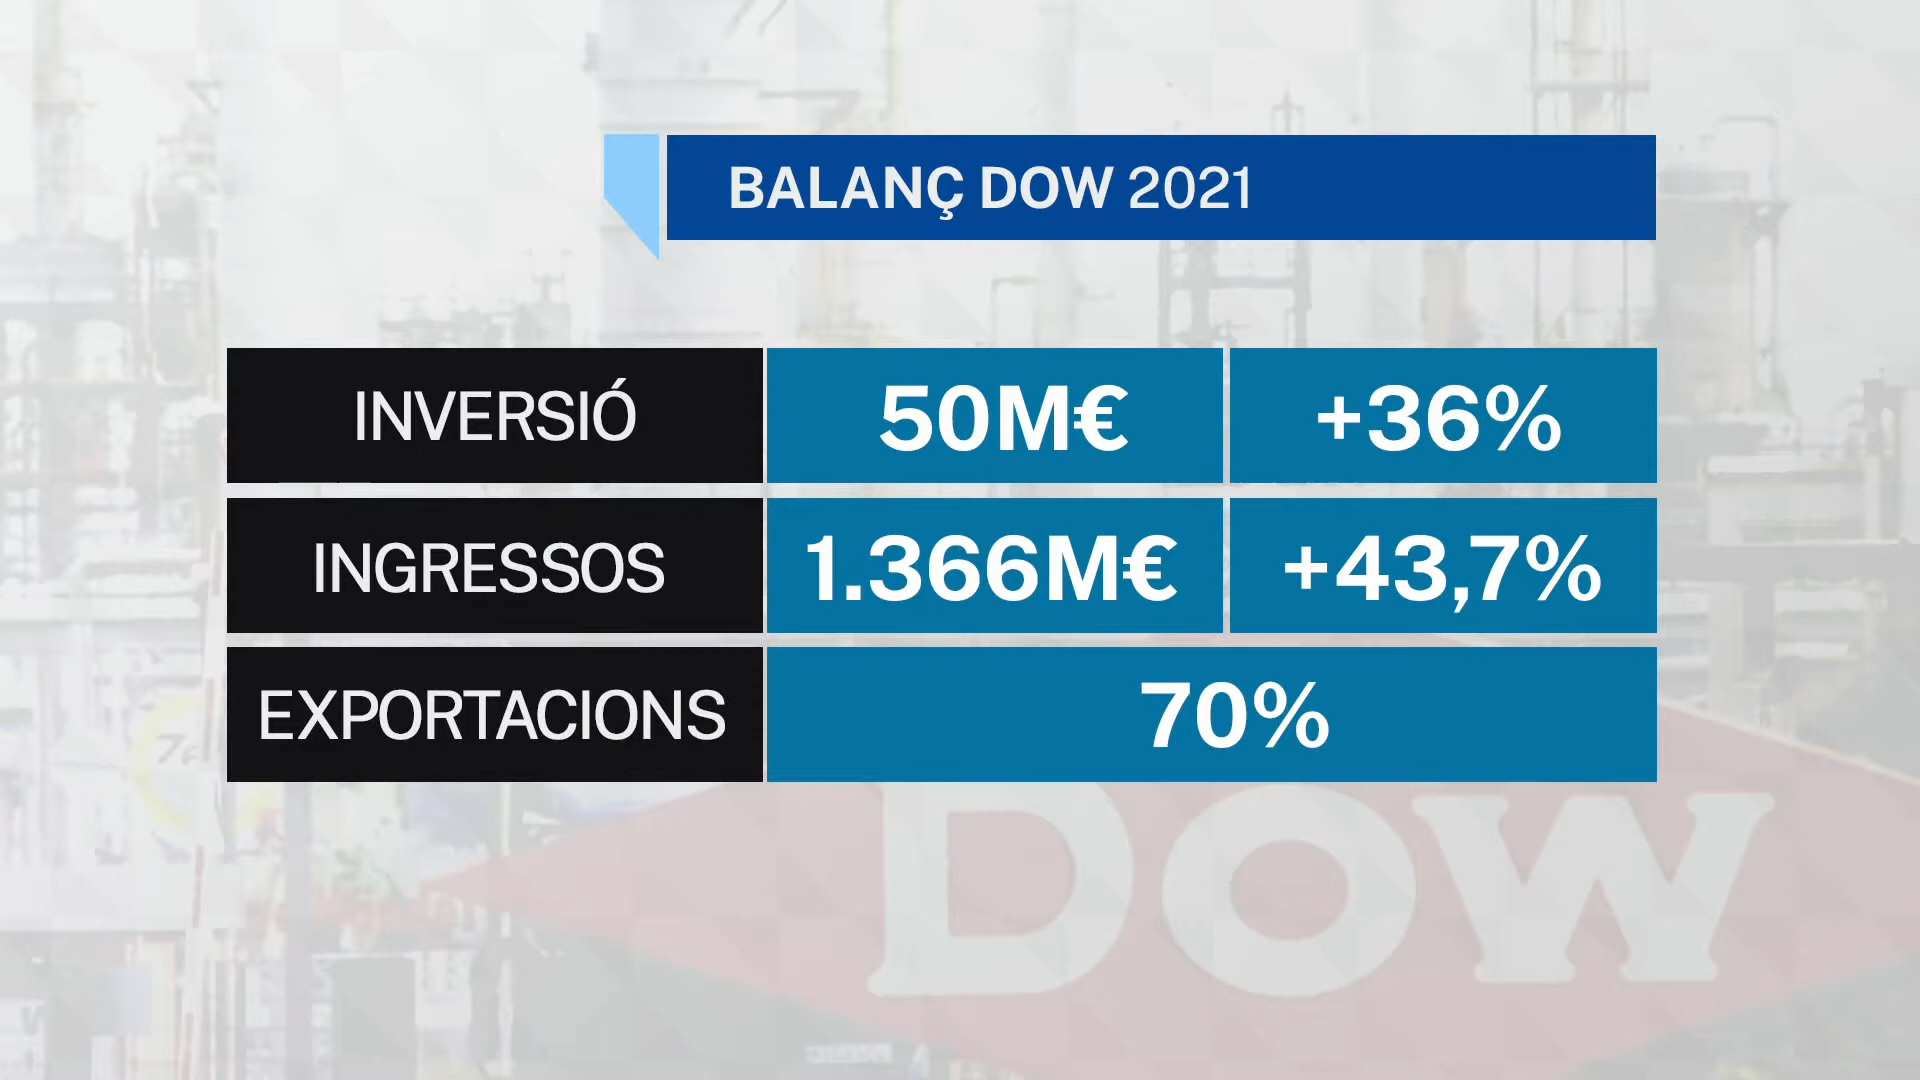 BALANÇ DOW 2021
INVERSIÓ 50M€ +36%
INGRESSOS 1.366M€ +43,7%
EXPORTACIONS 70%
DOW